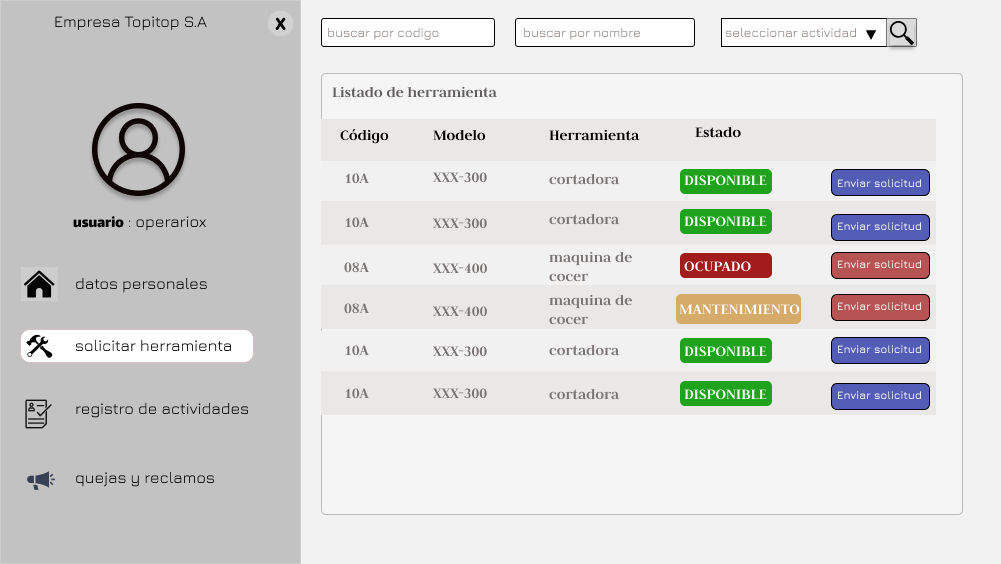 Empresa Topitop S.A
X
usuario : operariox
datos personales
solicitar herramienta
registro de actividades
quejas y reclamos
buscar por codigo
buscar por nombre
seleccionar actividad
Listado de herramienta
Código Modelo Herramienta Estado
10A XXX-300 cortadora DISPONIBLE Enviar solicitud
10A XXX-300 cortadora DISPONIBLE Enviar solicitud
08A XXX-400 maquina de
cocer OCUPADO Enviar solicitud
08A XXX-400 maquina de
cocer MANTENIMIENTO Enviar solicitud
10A XXX-300 cortadora DISPONIBLE Enviar solicitud
10A XXX-300 cortadora DISPONIBLE Enviar solicitud